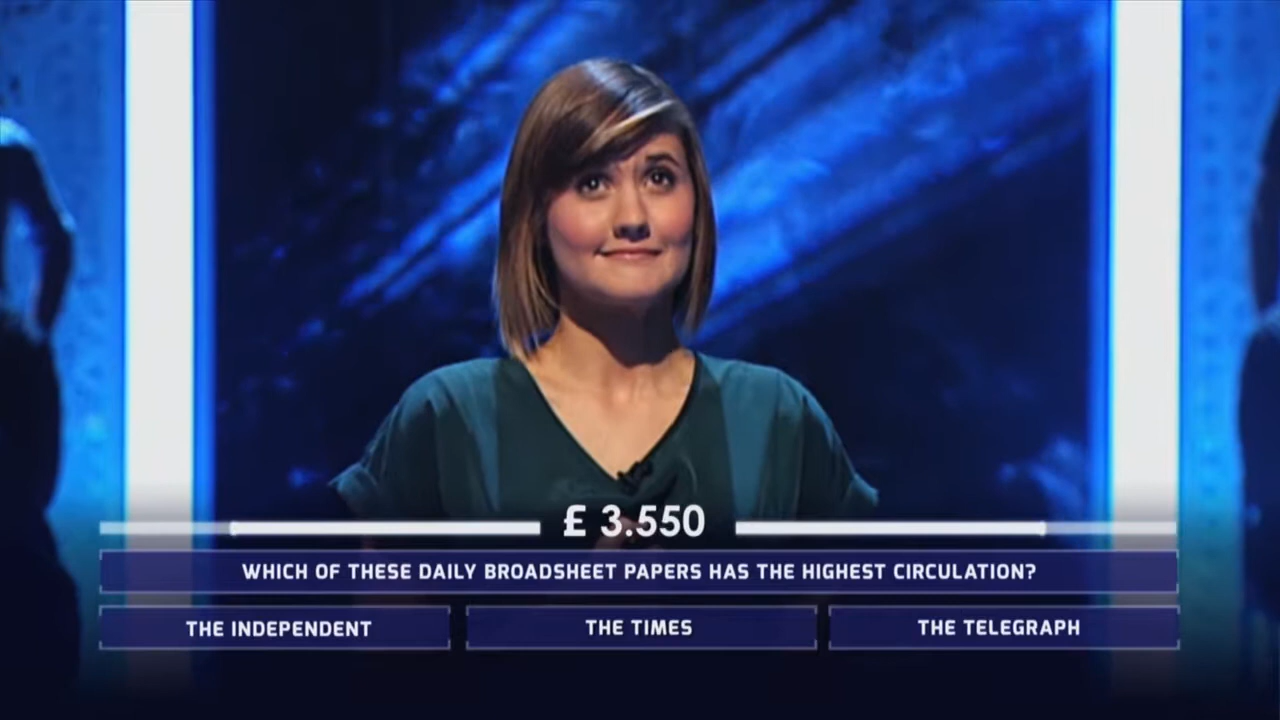 £ 3.550
WHICH OF THESE DAILY BROADSHEET PAPERS HAS THE HIGHEST CIRCULATION?
THE INDEPENDENT
THE TIMES
THE TELEGRAPH